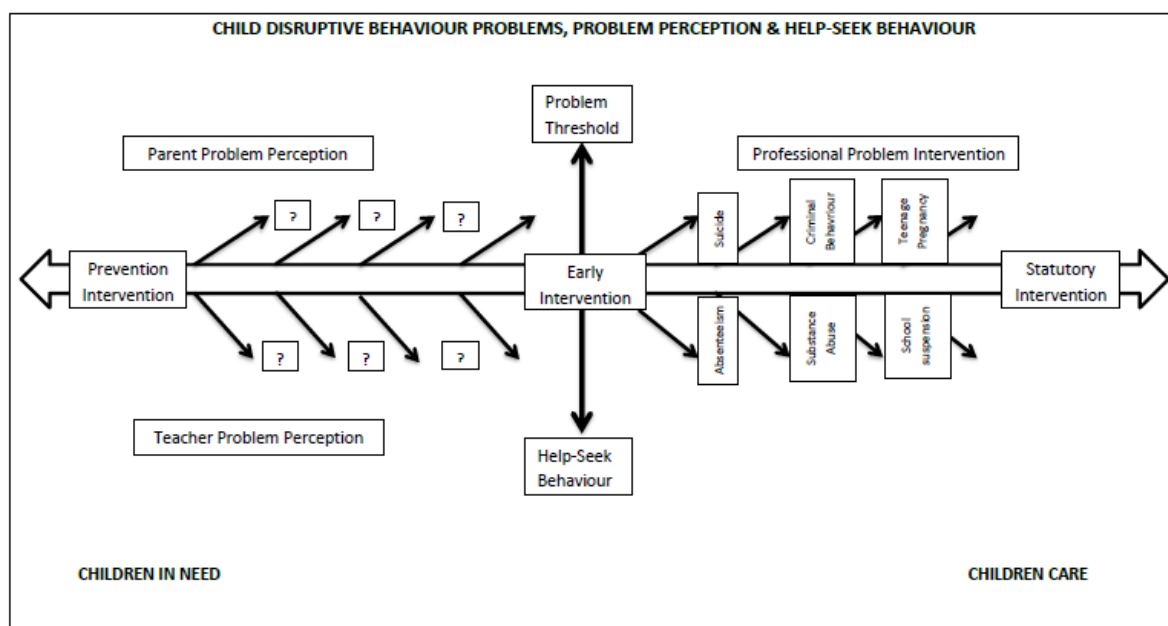 CHILD DISRUPTIVE BEHAVIOUR PROBLEMS, PROBLEM PERCEPTION & HELP-SEEK BEHAVIOUR
Problem
Threshold
Parent Problem Perception
Professional Problem Intervention
?
?
?
Suicide
Criminal
Behavriour
Teenage
Pregnancy
Prevention
Intervention
Early
Intervention
Statutory
Intervention
?
?
?
Absenteeism
Substance
Abuse
School
suspension
Teacher Problem Perception
Help-Seek
Behaviour
CHILDREN IN NEED
CHILDREN CARE